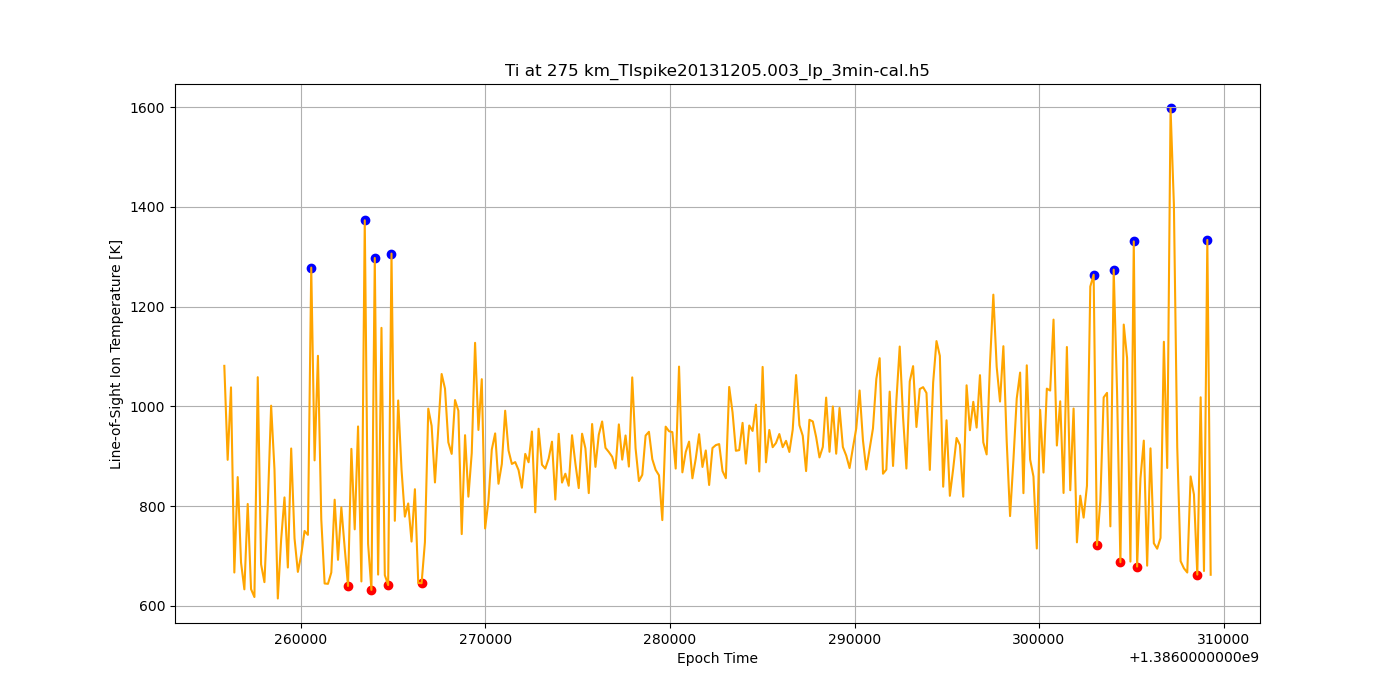 Ti at 275 km_TIspike20131205.003_lp_3min-cal.h5
Line-of-Sight Ion Temperature [K]
1600
1400
1200
1000
800
600
260000 270000 280000 290000 300000 310000
Epoch Time
+1.3860000000e9